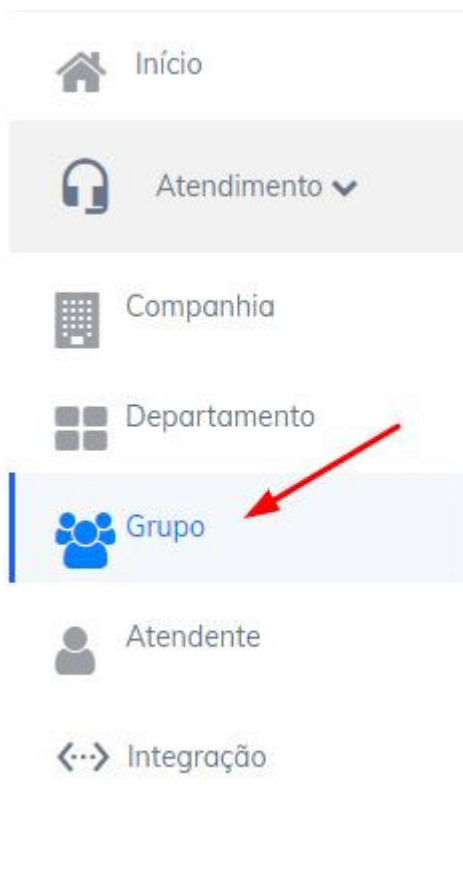 Início
Atendimento
Companhia
Departamento
Grupo
Atendente
Integração